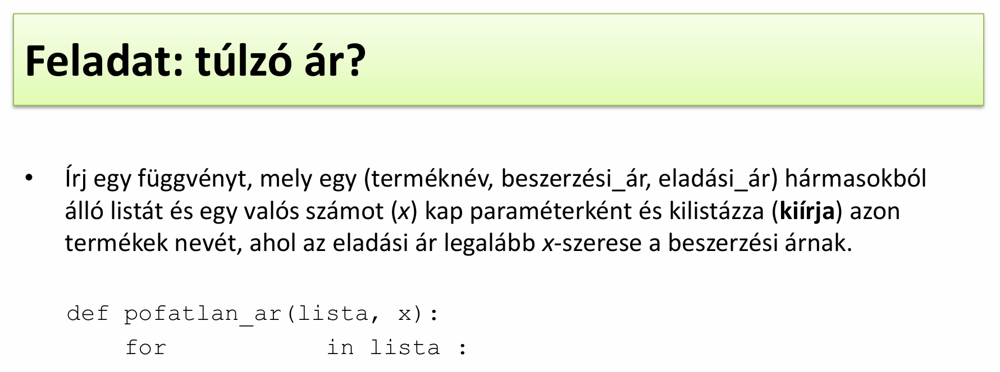 Feladat: túlzó ár?
• Írj egy függvényt, mely egy (terméknév, beszerzési_ár, eladási_ár) hármasokból
álló listát és egy valós számot (x) kap paraméterként és kilistázza (kiírja) azon
termékek nevét, ahol az eladási ár legalább x-szerese a beszerzési árnak.
def pofatlan_ar(lista, x):
    for           in lista :